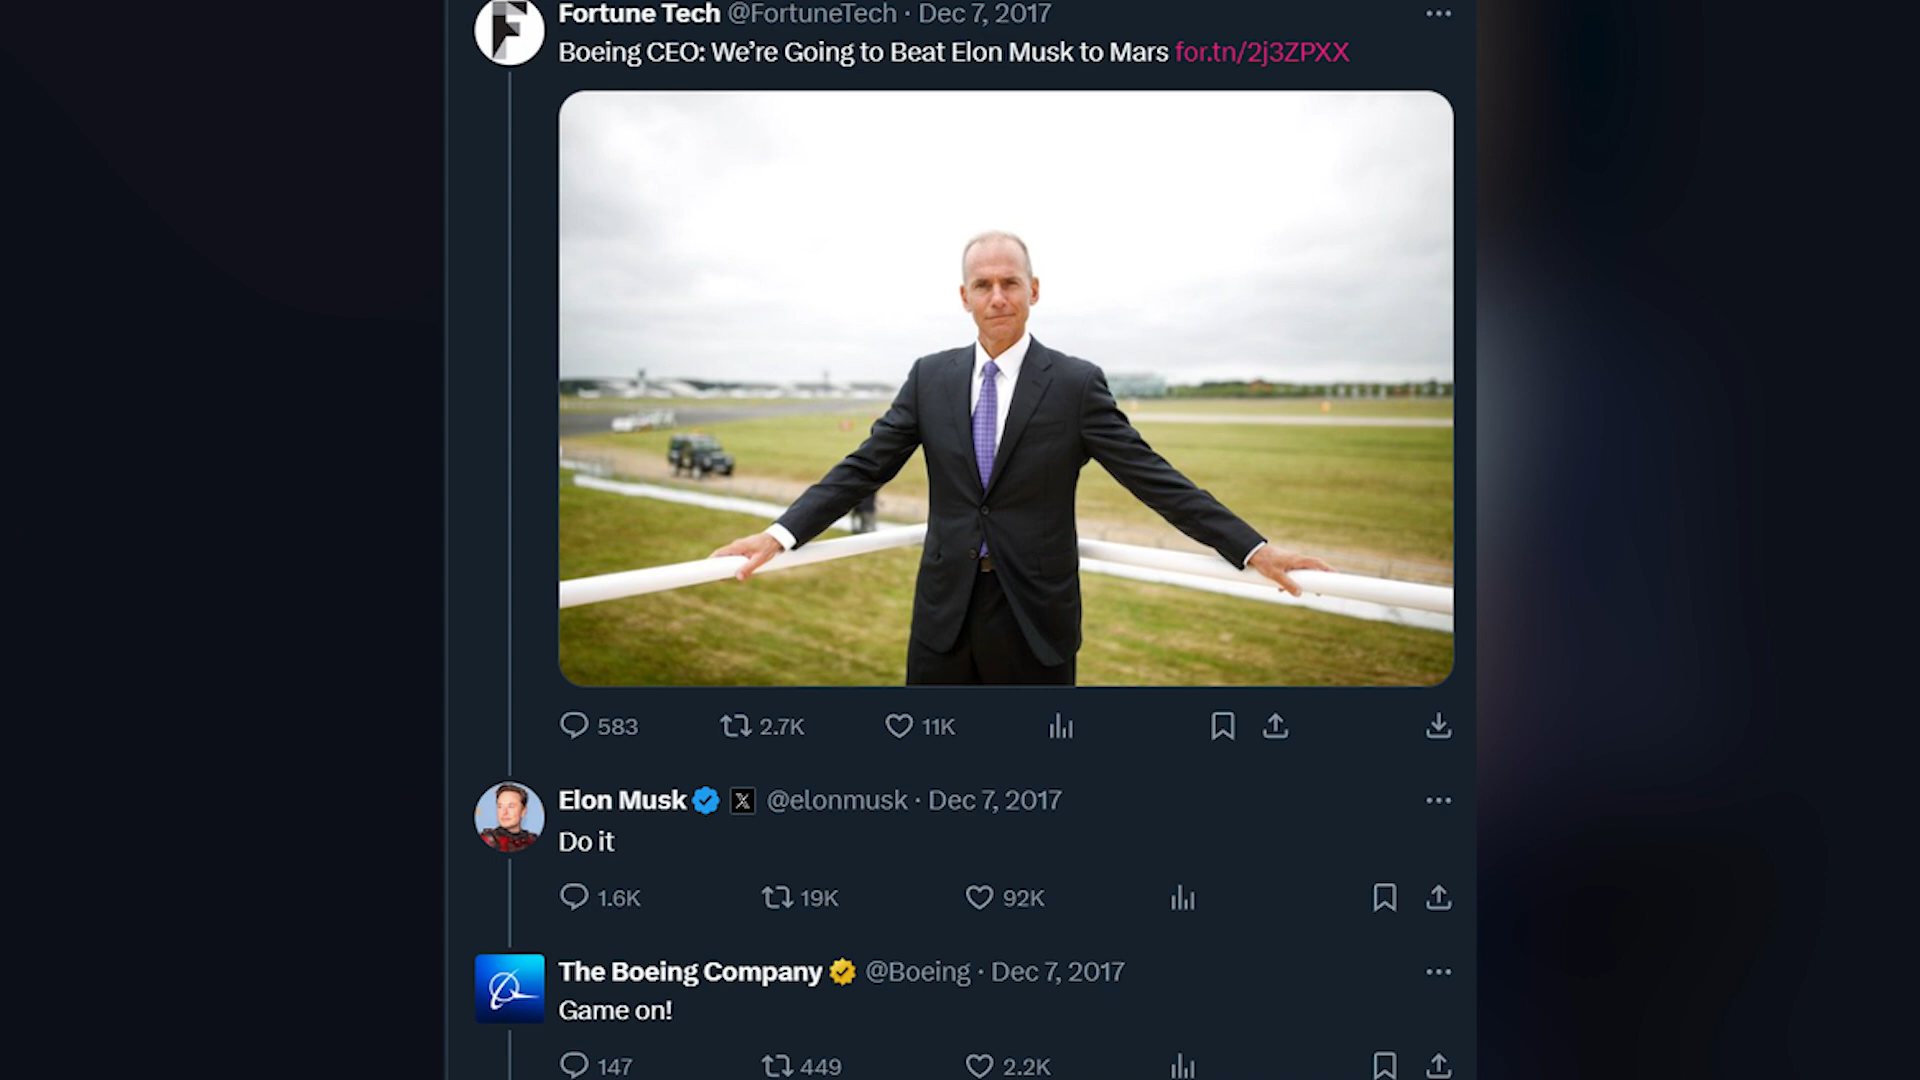 Fortune Tech @FortuneTech · Dec 7, 2017
Boeing CEO: We’re Going to Beat Elon Musk to Mars for.tn/2j3ZPXX
583 2.7K 11K
Elon Musk @elonmusk · Dec 7, 2017
Do it
1.6K 19K 92K
The Boeing Company @Boeing · Dec 7, 2017
Game on!
147 449 2.2K